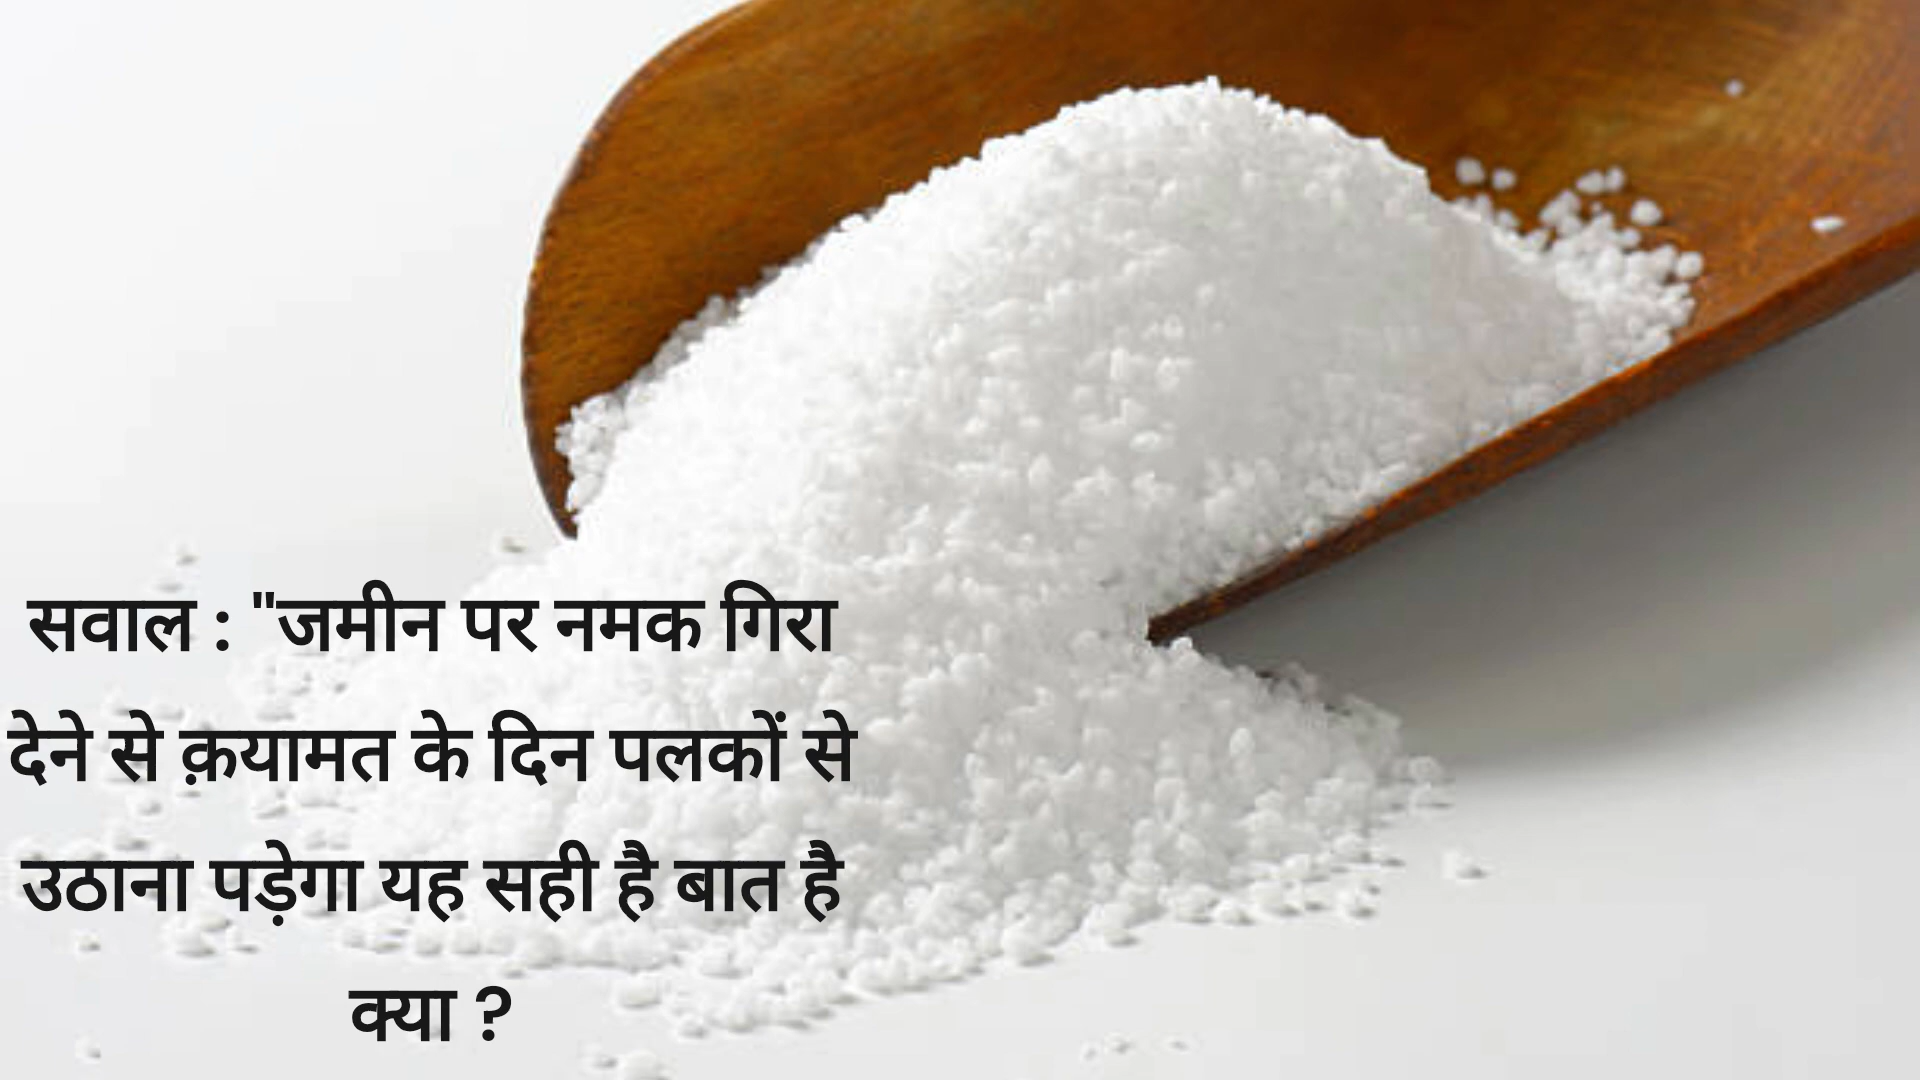 सवाल : "जमीन पर नमक गिरा
देने से क़यामत के दिन पलकों से
उठाना पड़ेगा यह सही है बात है
क्या ?